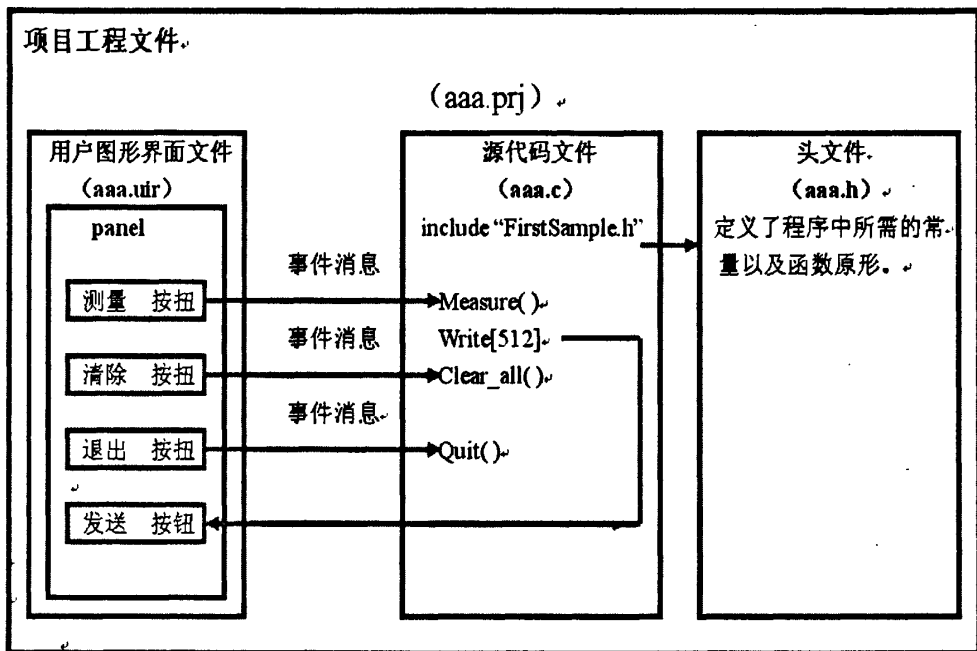 项目工程文件
（aaa.prj）
用户图形界面文件
（aaa.uir）
panel
测量 按扭
清除 按扭
退出 按扭
发送 按钮
事件消息
事件消息
事件消息
源代码文件
（aaa.c）
include “FirstSample.h”
Measure()
Write[512]
Clear_all()
Quit()
头文件
（aaa.h）
定义了程序中所需的常
量以及函数原形。